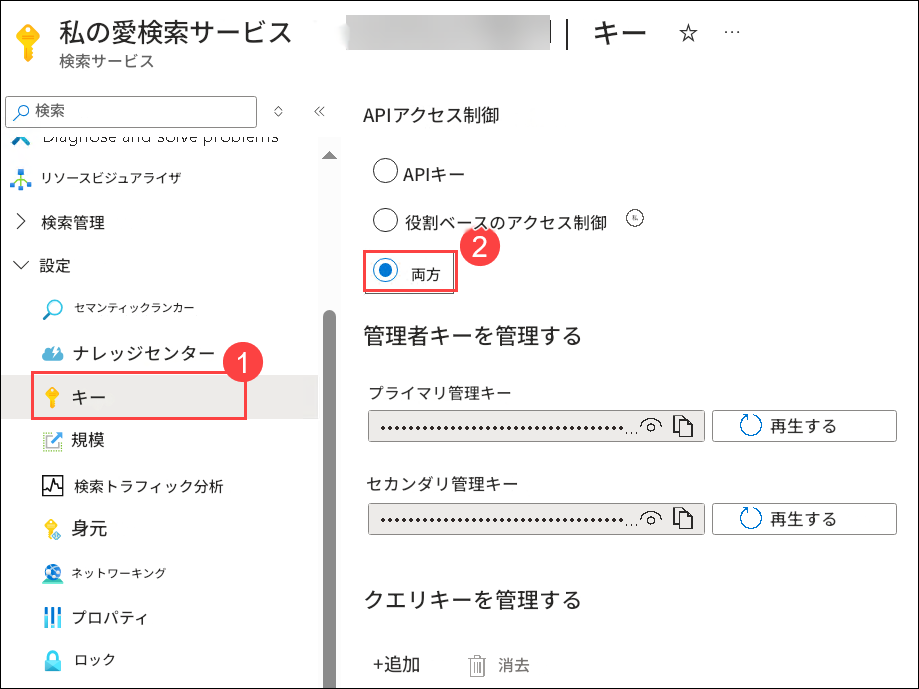 私の愛検索サービス
キー
検索サービス
検索
Diagnose and solve problems
リソースビジュアライザ
検索管理
設定
セマンティックランカー
ナレッジセンター
キー
1
規模
検索トラフィック分析
身元
ネットワーキング
プロパティ
ロック
APIアクセス制御
APIキー
役割ベースのアクセス制御
両方
2
管理者キーを管理する
プライマリ管理キー
再生する
セカンダリ管理キー
再生する
クエリキーを管理する
+追加
消去